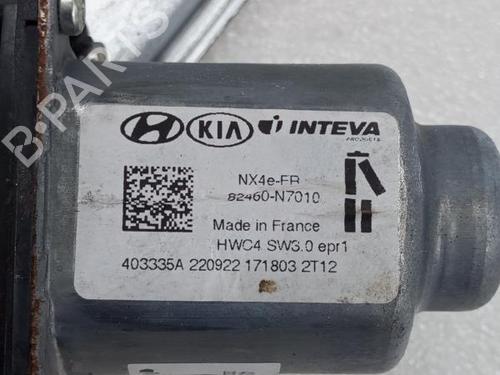 B-PARTS
HYUNDAI KIA INTEVA
PRODUCTS
NX4e-FR
82460-N7010
Made in France
HWC4 SW3.0 epr1
403335A 220922 171803 2T12